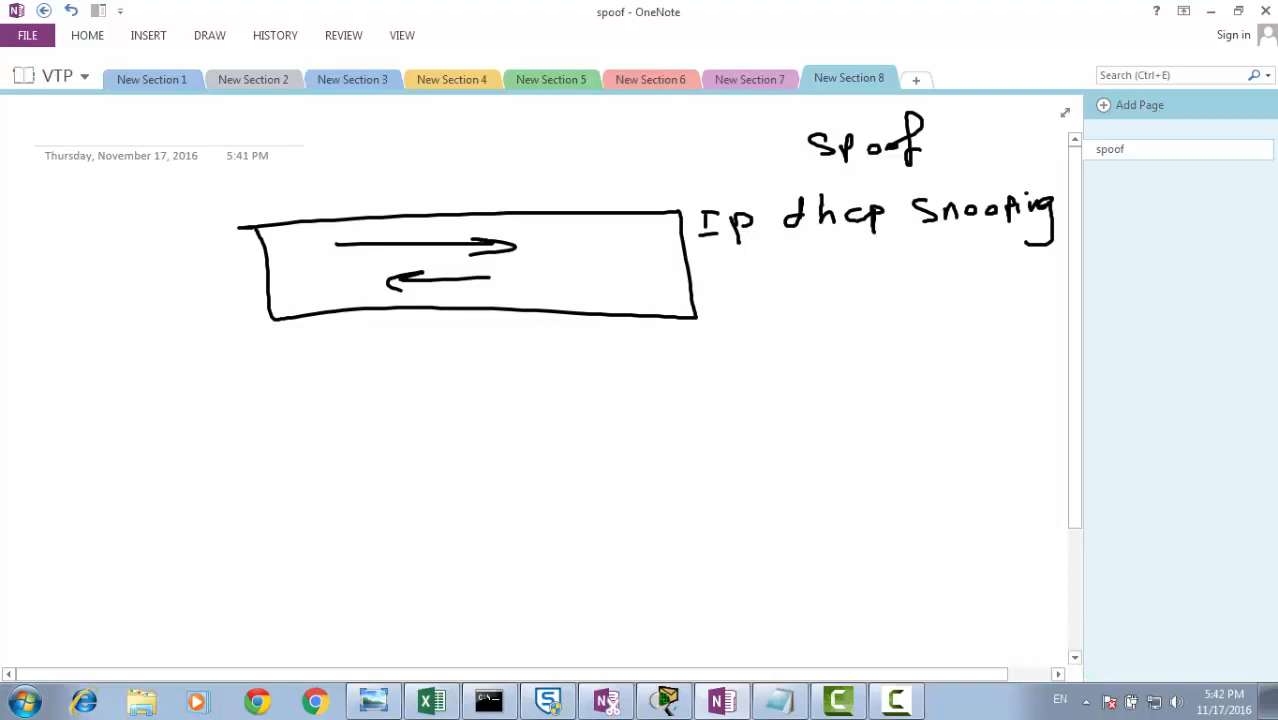 spoof - OneNote
?
FILE HOME INSERT DRAW HISTORY REVIEW VIEW
Sign in
VTP New Section 1 New Section 2 New Section 3 New Section 4 New Section 5 New Section 6 New Section 7 New Section 8 +
Search (Ctrl+E)
Add Page
spoof
Thursday, November 17, 2016 5:41 PM
spoof
Ip dhcp Snooping
EN
5:42 PM
11/17/2016